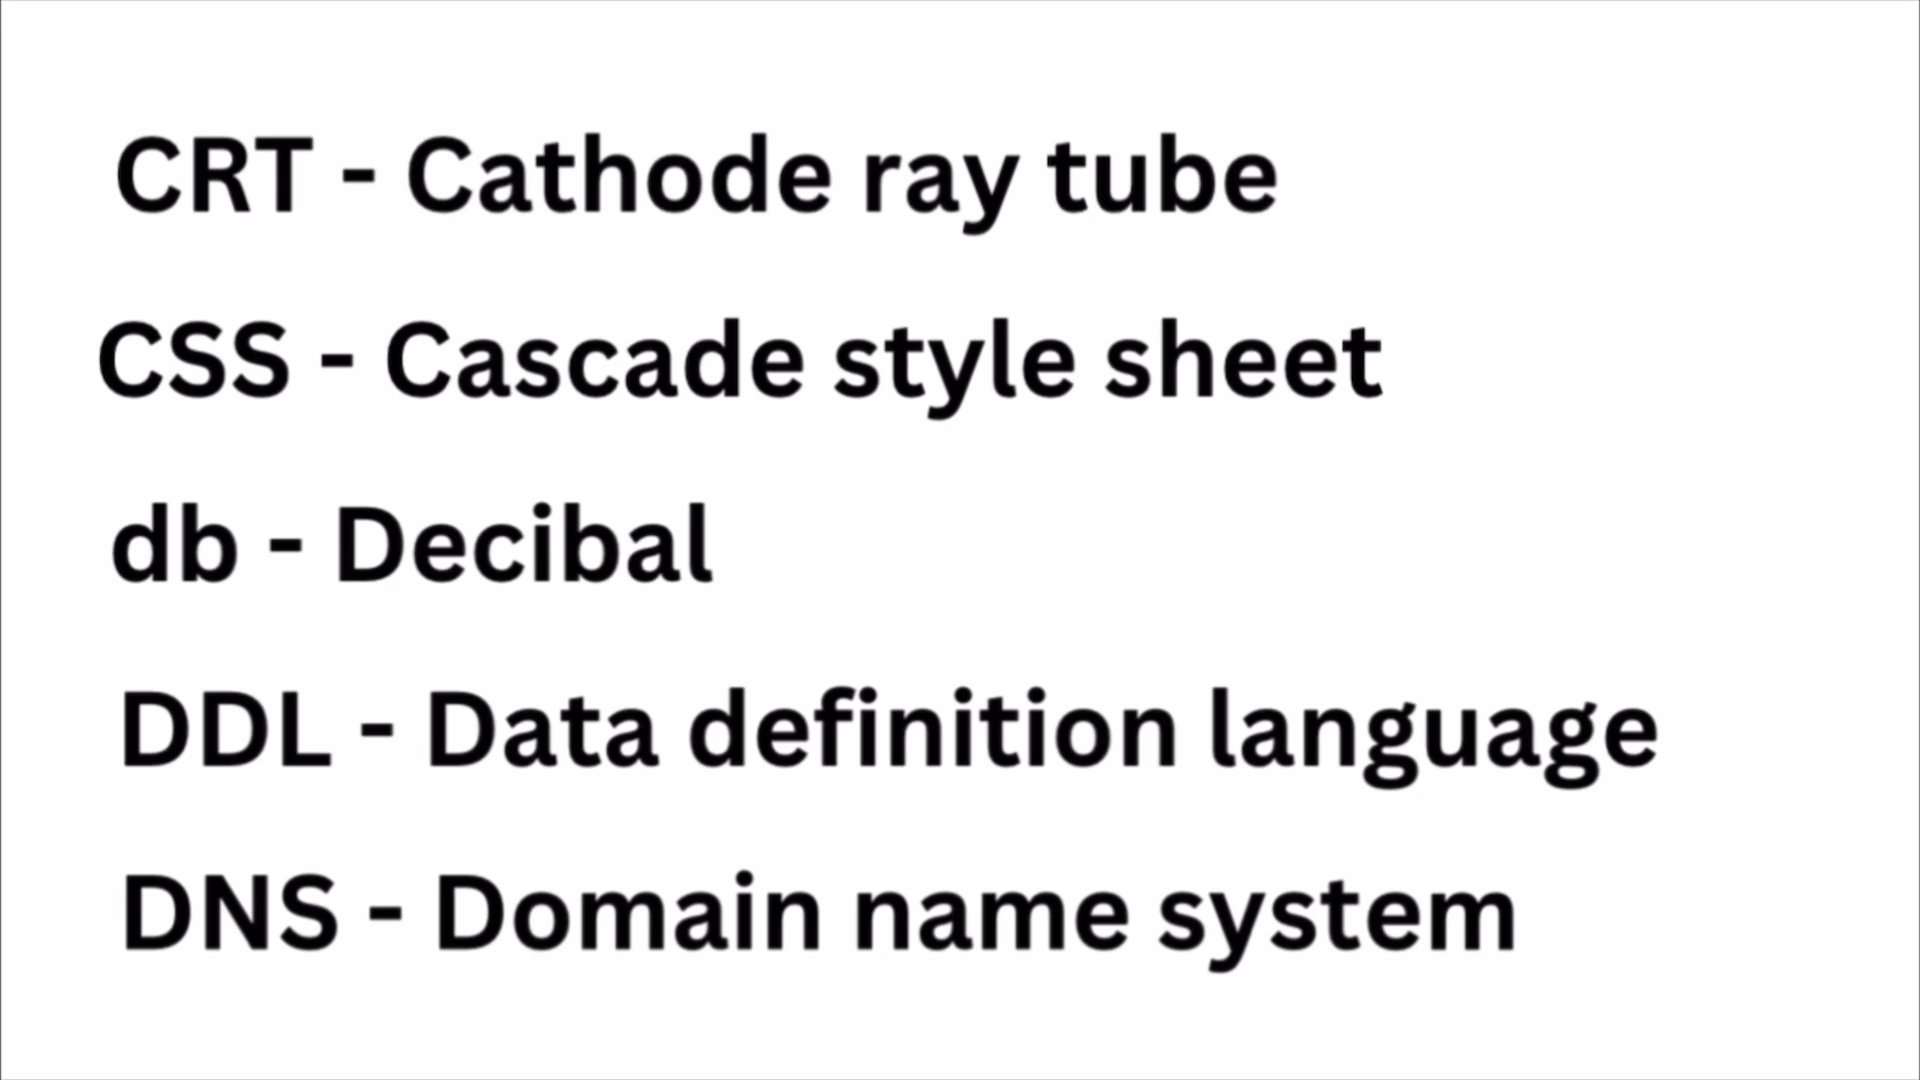 CRT - Cathode ray tube
CSS - Cascade style sheet
db - Decibal
DDL - Data definition language
DNS - Domain name system